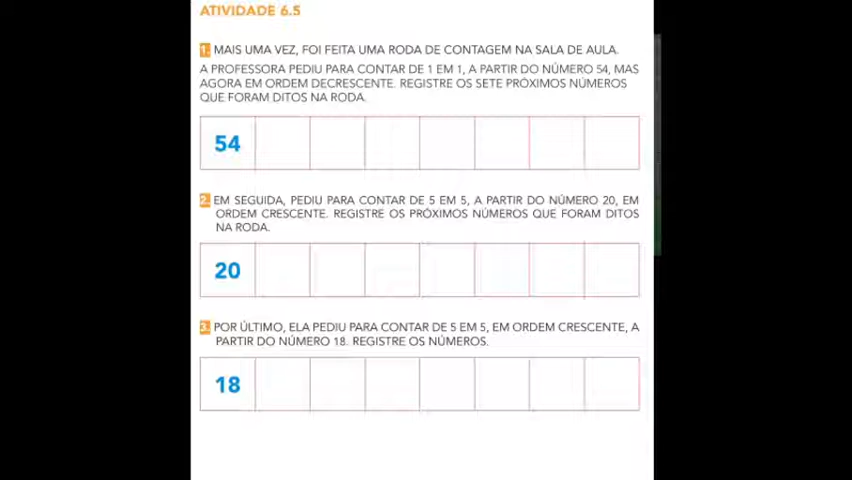 ATIVIDADE 6.5
1. MAIS UMA VEZ, FOI FEITA UMA RODA DE CONTAGEM NA SALA DE AULA.
A PROFESSORA PEDIU PARA CONTAR DE 1 EM 1, A PARTIR DO NÚMERO 54, MAS
AGORA EM ORDEM DECRESCENTE. REGISTRE OS SETE PRÓXIMOS NÚMEROS
QUE FORAM DITOS NA RODA.
54
2. EM SEGUIDA, PEDIU PARA CONTAR DE 5 EM 5, A PARTIR DO NÚMERO 20, EM
ORDEM CRESCENTE. REGISTRE OS PRÓXIMOS NÚMEROS QUE FORAM DITOS
NA RODA.
20
3. POR ÚLTIMO, ELA PEDIU PARA CONTAR DE 5 EM 5, EM ORDEM CRESCENTE, A
PARTIR DO NÚMERO 18. REGISTRE OS NÚMEROS.
18